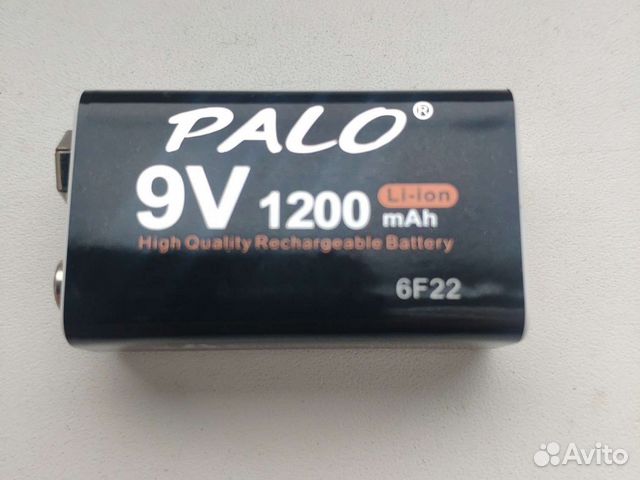 PALO®
9V 1200 mAh Li-ion
High Quality Rechargeable Battery
6F22
Avito